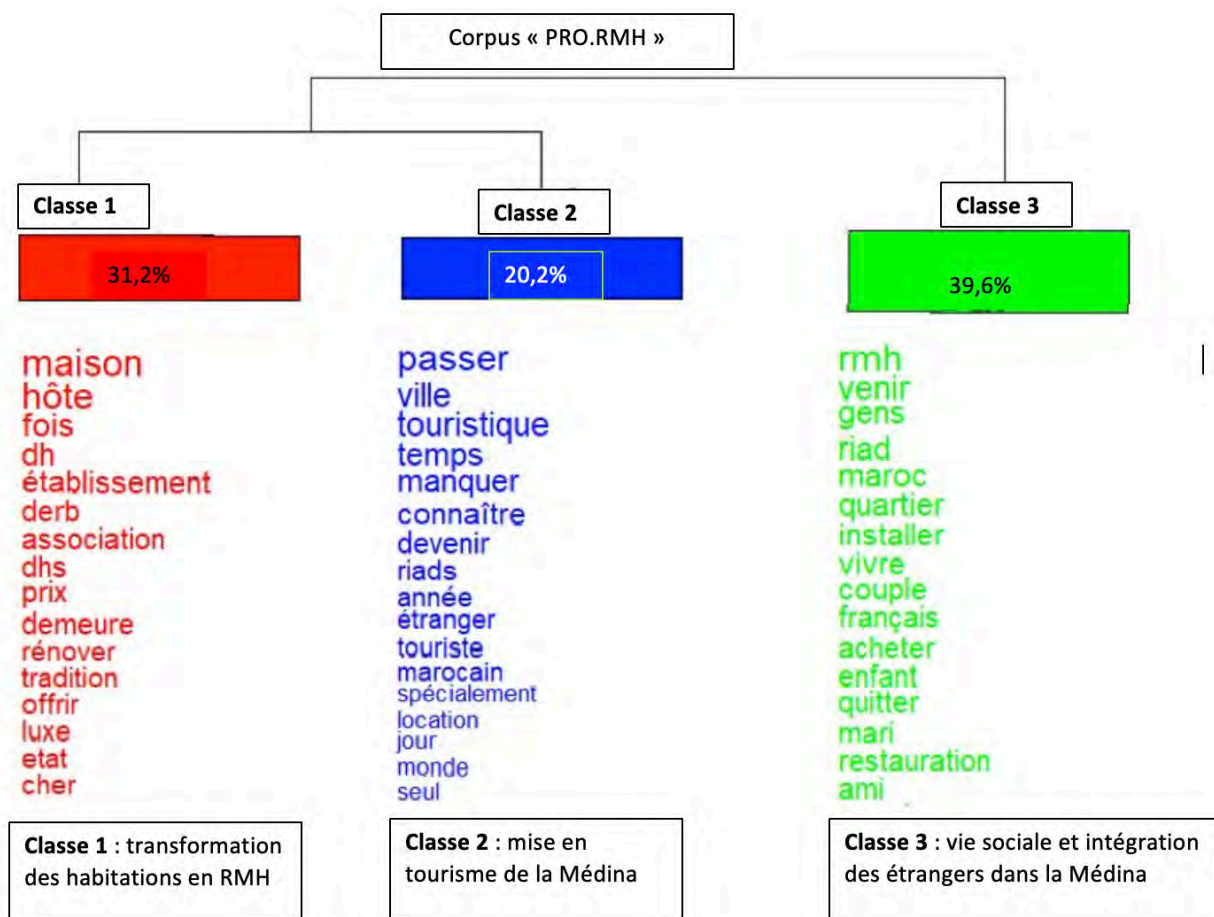 Corpus « PRO.RMH »
Classe 1
Classe 2
Classe 3
31,2%
20,2%
39,6%
maison
hôte
fois
dh
établissement
derb
association
dhs
prix
demeure
rénover
tradition
offrir
luxe
etat
cher
passer
ville
touristique
temps
manquer
connaître
devenir
riads
année
étranger
touriste
marocain
spécialement
location
jour
monde
seul
rmh
venir
gens
riad
maroc
quartier
installer
vivre
couple
français
acheter
enfant
quitter
mari
restauration
ami
Classe 1 : transformation
des habitations en RMH
Classe 2 : mise en
tourisme de la Médina
Classe 3 : vie sociale et intégration
des étrangers dans la Médina